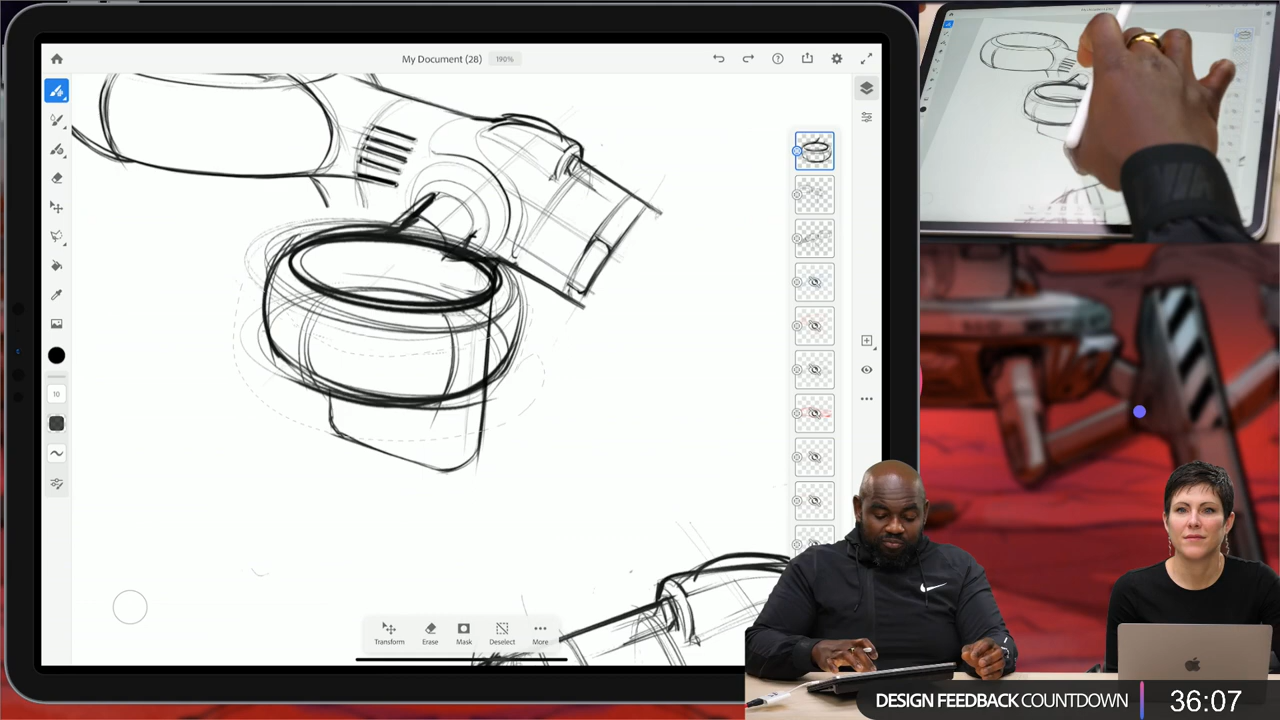 My Document (28) 190%
10
Transform Erase Mask Deselect More
DESIGN FEEDBACK COUNTDOWN 36:07